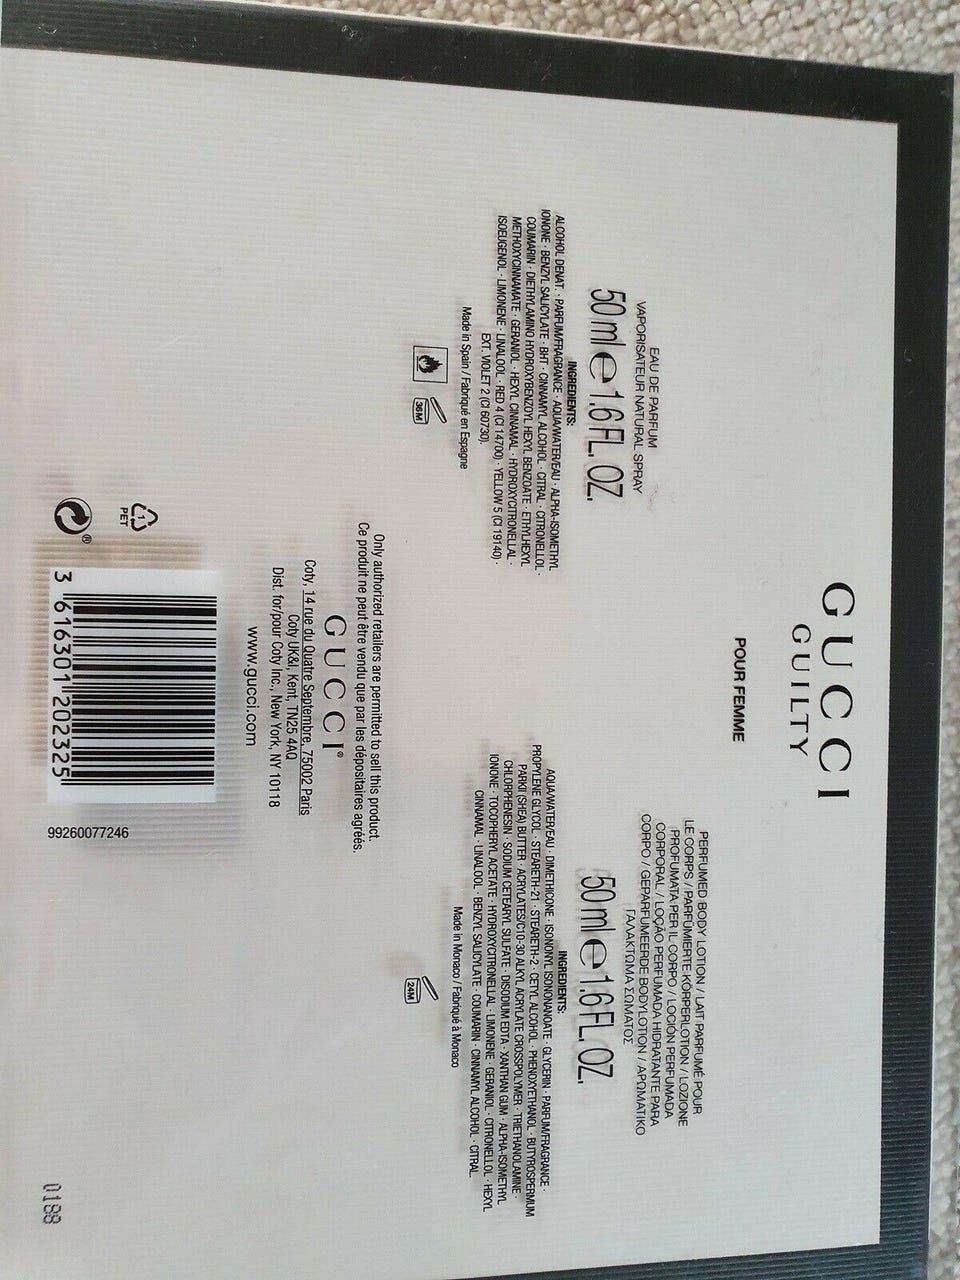 GUCCI
GUILTY
POUR FEMME
EAU DE PARFUM
VAPORISATEUR NATURAL SPRAY
50 ml e 1.6 FL. OZ.
INGREDIENTS:
ALCOHOL DENAT. · PARFUM/FRAGRANCE · AQUA/WATER/EAU · ALPHA-ISOMETHYL
IONONE · BENZYL SALICYLATE · BHT · CINNAMYL ALCOHOL · CITRAL · CITRONELLOL ·
COUMARIN · DIETHYLAMINO HYDROXYBENZOYL HEXYL BENZOATE · ETHYLHEXYL
METHOXYCINNAMATE · GERANIOL · HEXYL CINNAMAL · HYDROXYCITRONELLAL ·
ISOEUGENOL · LIMONENE · LINALOOL · RED 4 (CI 14700) · YELLOW 5 (CI 19140) ·
EXT. VIOLET 2 (CI 60730).
Made in Spain / Fabriqué en Espagne
36M
PERFUMED BODY LOTION / LAIT PARFUMÉ POUR
LE CORPS / PARFÜMIERTE KÖRPERLOTION / LOZIONE
PROFUMATA PER IL CORPO / LOCIÓN PERFUMADA
CORPORAL / LOÇÃO PERFUMADA HIDRATANTE PARA
CORPO / GEPARFUMEERDE BODYLOTION / ΑΡΩΜΑΤΙΚΟ
ΓΑΛΑΚΤΩΜΑ ΣΩΜΑΤΟΣ
50 ml e 1.6 FL. OZ.
INGREDIENTS:
AQUA/WATER/EAU · DIMETHICONE · ISONONYL ISONONANOATE · GLYCERIN · PARFUM/FRAGRANCE ·
PROPYLENE GLYCOL · STEARETH-21 · STEARETH-2 · CETYL ALCOHOL · PHENOXYETHANOL · BUTYROSPERMUM
PARKII (SHEA) BUTTER · ACRYLATES/C10-30 ALKYL ACRYLATE CROSSPOLYMER · TRIETHANOLAMINE ·
CHLORPHENESIN · SODIUM CETEARYL SULFATE · DISODIUM EDTA · XANTHAN GUM · ALPHA-ISOMETHYL
IONONE · TOCOPHERYL ACETATE · HYDROXYCITRONELLAL · LIMONENE · GERANIOL · CITRONELLOL · HEXYL
CINNAMAL · LINALOOL · BENZYL SALICYLATE · COUMARIN · CINNAMYL ALCOHOL · CITRAL.
Made in Monaco / Fabriqué à Monaco
24M
Only authorized retailers are permitted to sell this product.
Ce produit ne peut être vendu que par les dépositaires agréés.
GUCCI®
Coty, 14 rue du Quatre Septembre, 75002 Paris
Coty UK&I, Kent, TN25 4AQ
Dist. for/pour Coty Inc., New York, NY 10118
www.gucci.com
1
PET
®
3 616301 202325
99260077246
0188